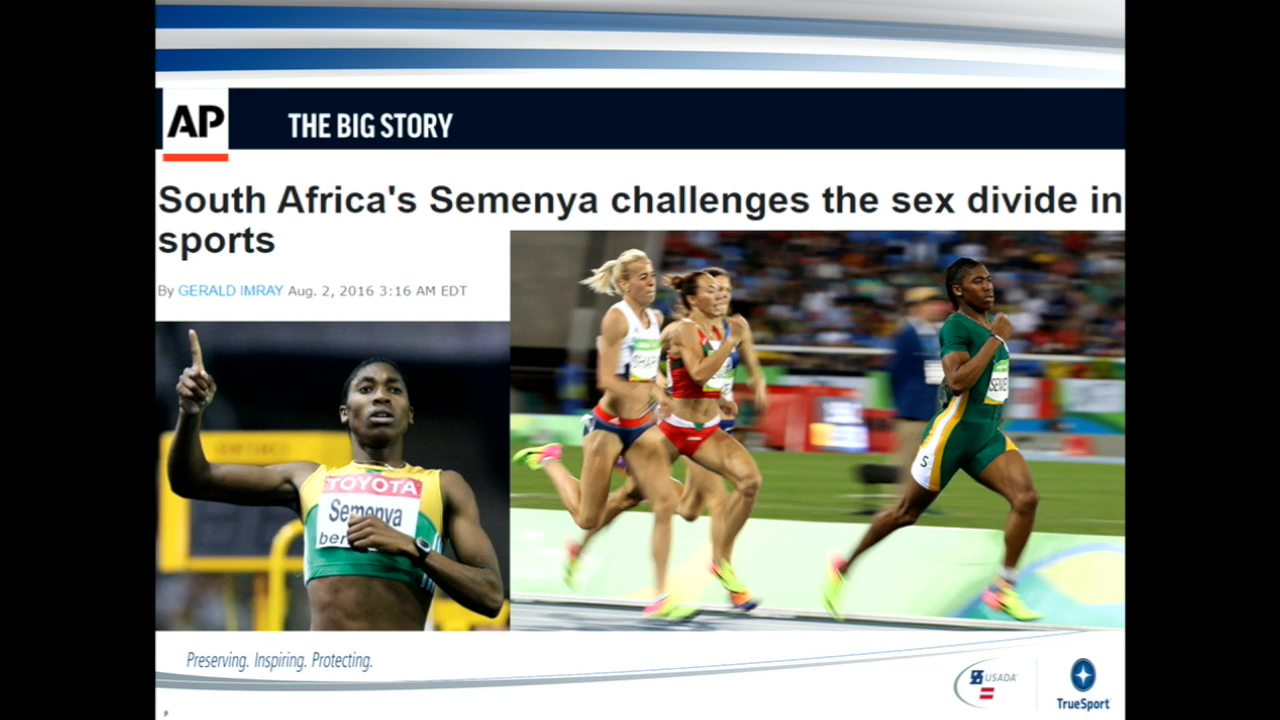 AP
THE BIG STORY
South Africa's Semenya challenges the sex divide in
sports
By GERALD IMRAY Aug. 2, 2016 3:16 AM EDT
TOYOTA
Semenya
ber
S
Preserving. Inspiring. Protecting.
USADA
TrueSport